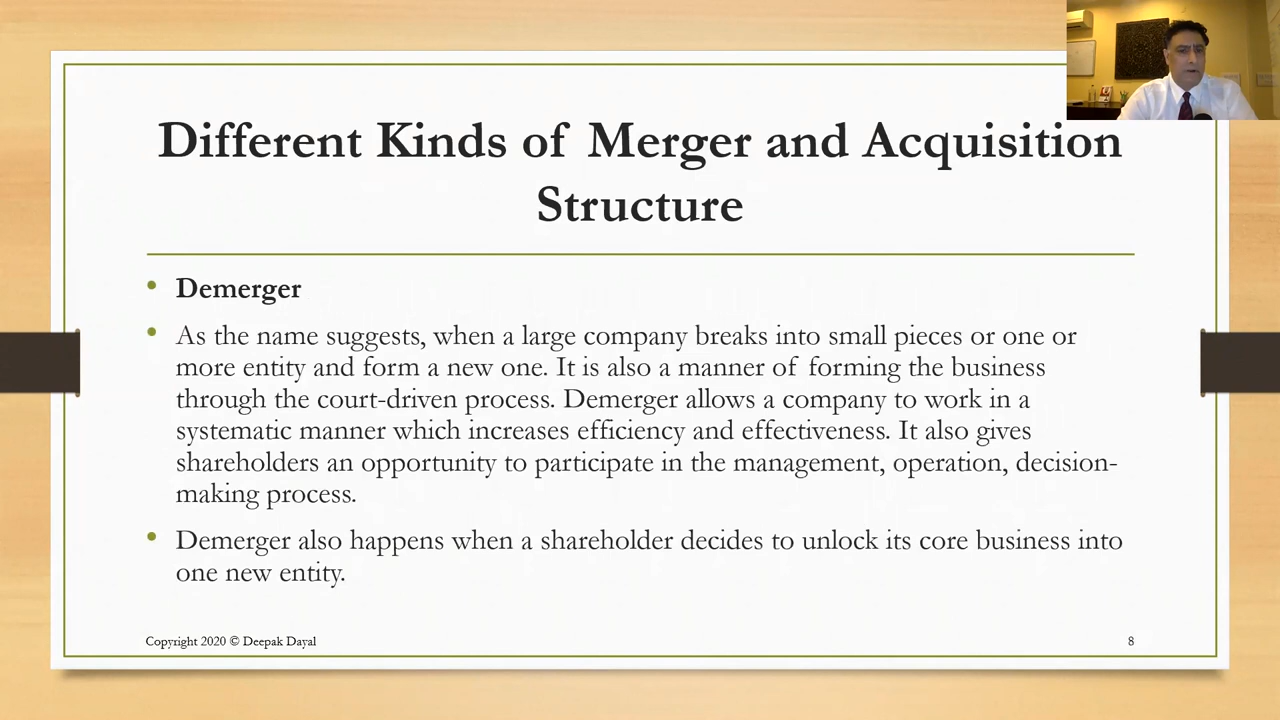 Different Kinds of Merger and Acquisition
Structure
• Demerger
• As the name suggests, when a large company breaks into small pieces or one or
more entity and form a new one. It is also a manner of forming the business
through the court-driven process. Demerger allows a company to work in a
systematic manner which increases efficiency and effectiveness. It also gives
shareholders an opportunity to participate in the management, operation, decision-
making process.
• Demerger also happens when a shareholder decides to unlock its core business into
one new entity.
Copyright 2020 © Deepak Dayal
8